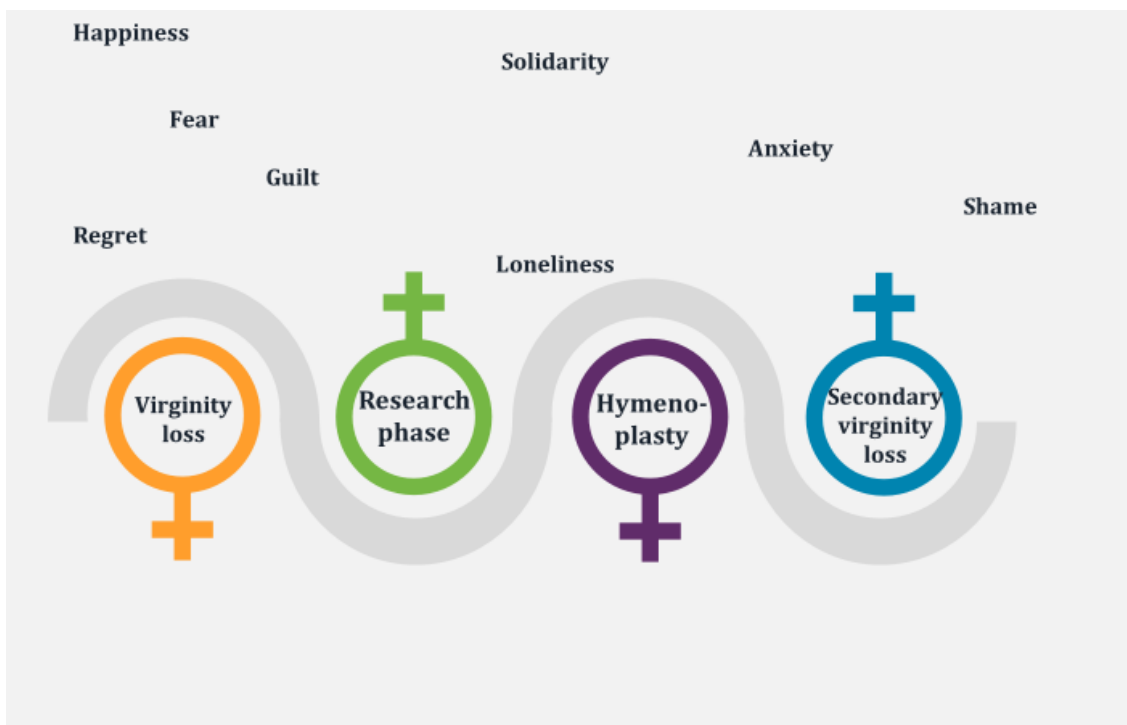 Happiness
Solidarity
Fear
Anxiety
Guilt
Shame
Regret
Loneliness
Virginity
loss
Research
phase
Hymeno-
plasty
Secondary
virginity
loss